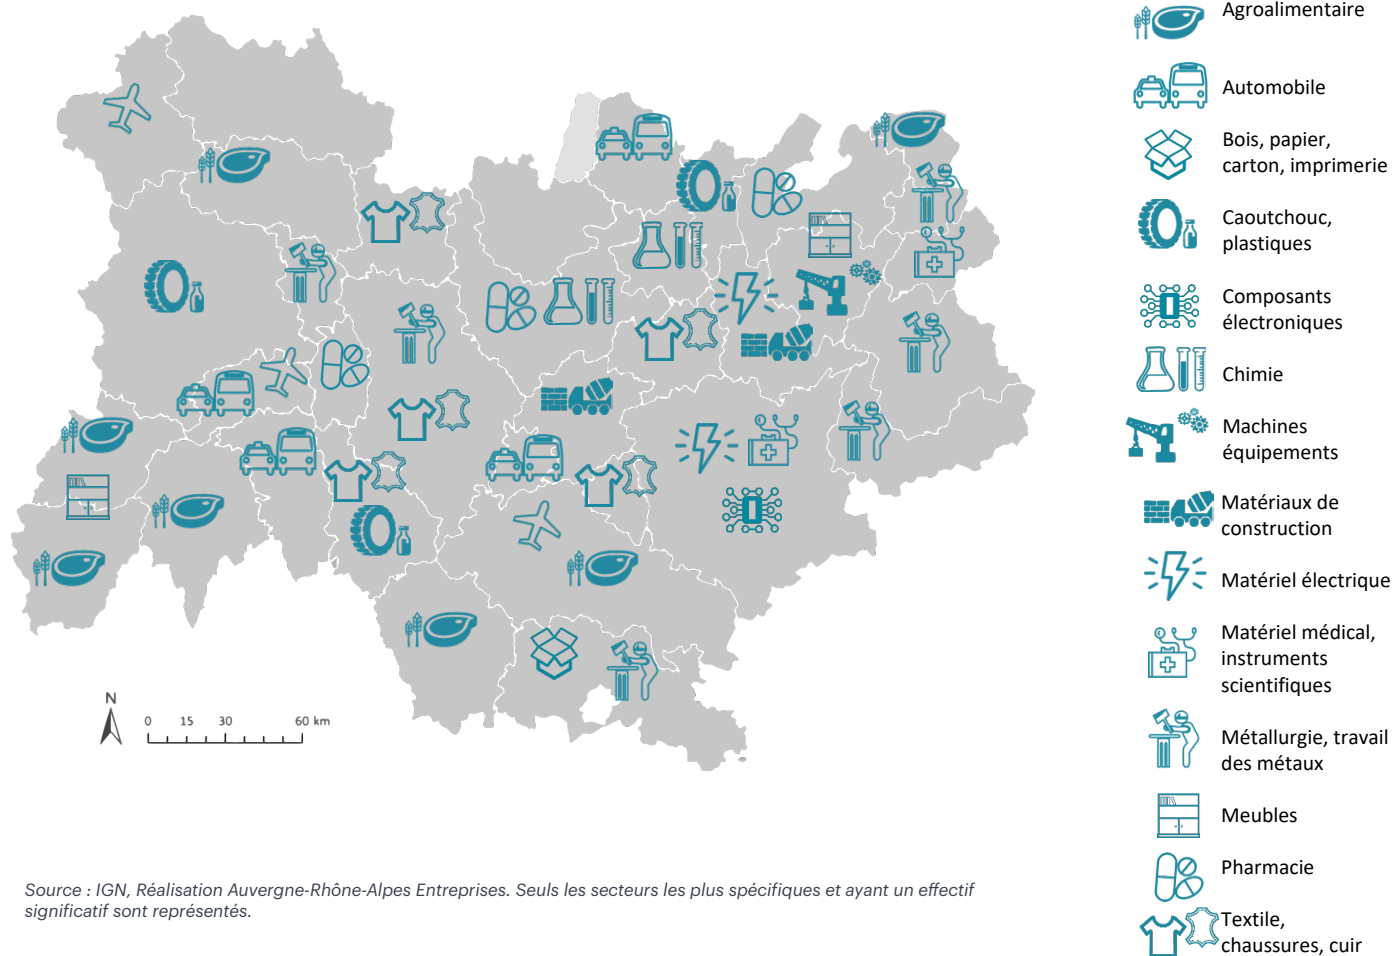 Agroalimentaire
Automobile
Bois, papier,
carton, imprimerie
Caoutchouc,
plastiques
Composants
électroniques
Chimie
Machines
équipements
Matériaux de
construction
Matériel électrique
Matériel médical,
instruments
scientifiques
Métallurgie, travail
des métaux
Meubles
Pharmacie
Textile,
chaussures, cuir
N
0 15 30 60 km
Source : IGN, Réalisation Auvergne-Rhône-Alpes Entreprises. Seuls les secteurs les plus spécifiques et ayant un effectif
significatif sont représentés.